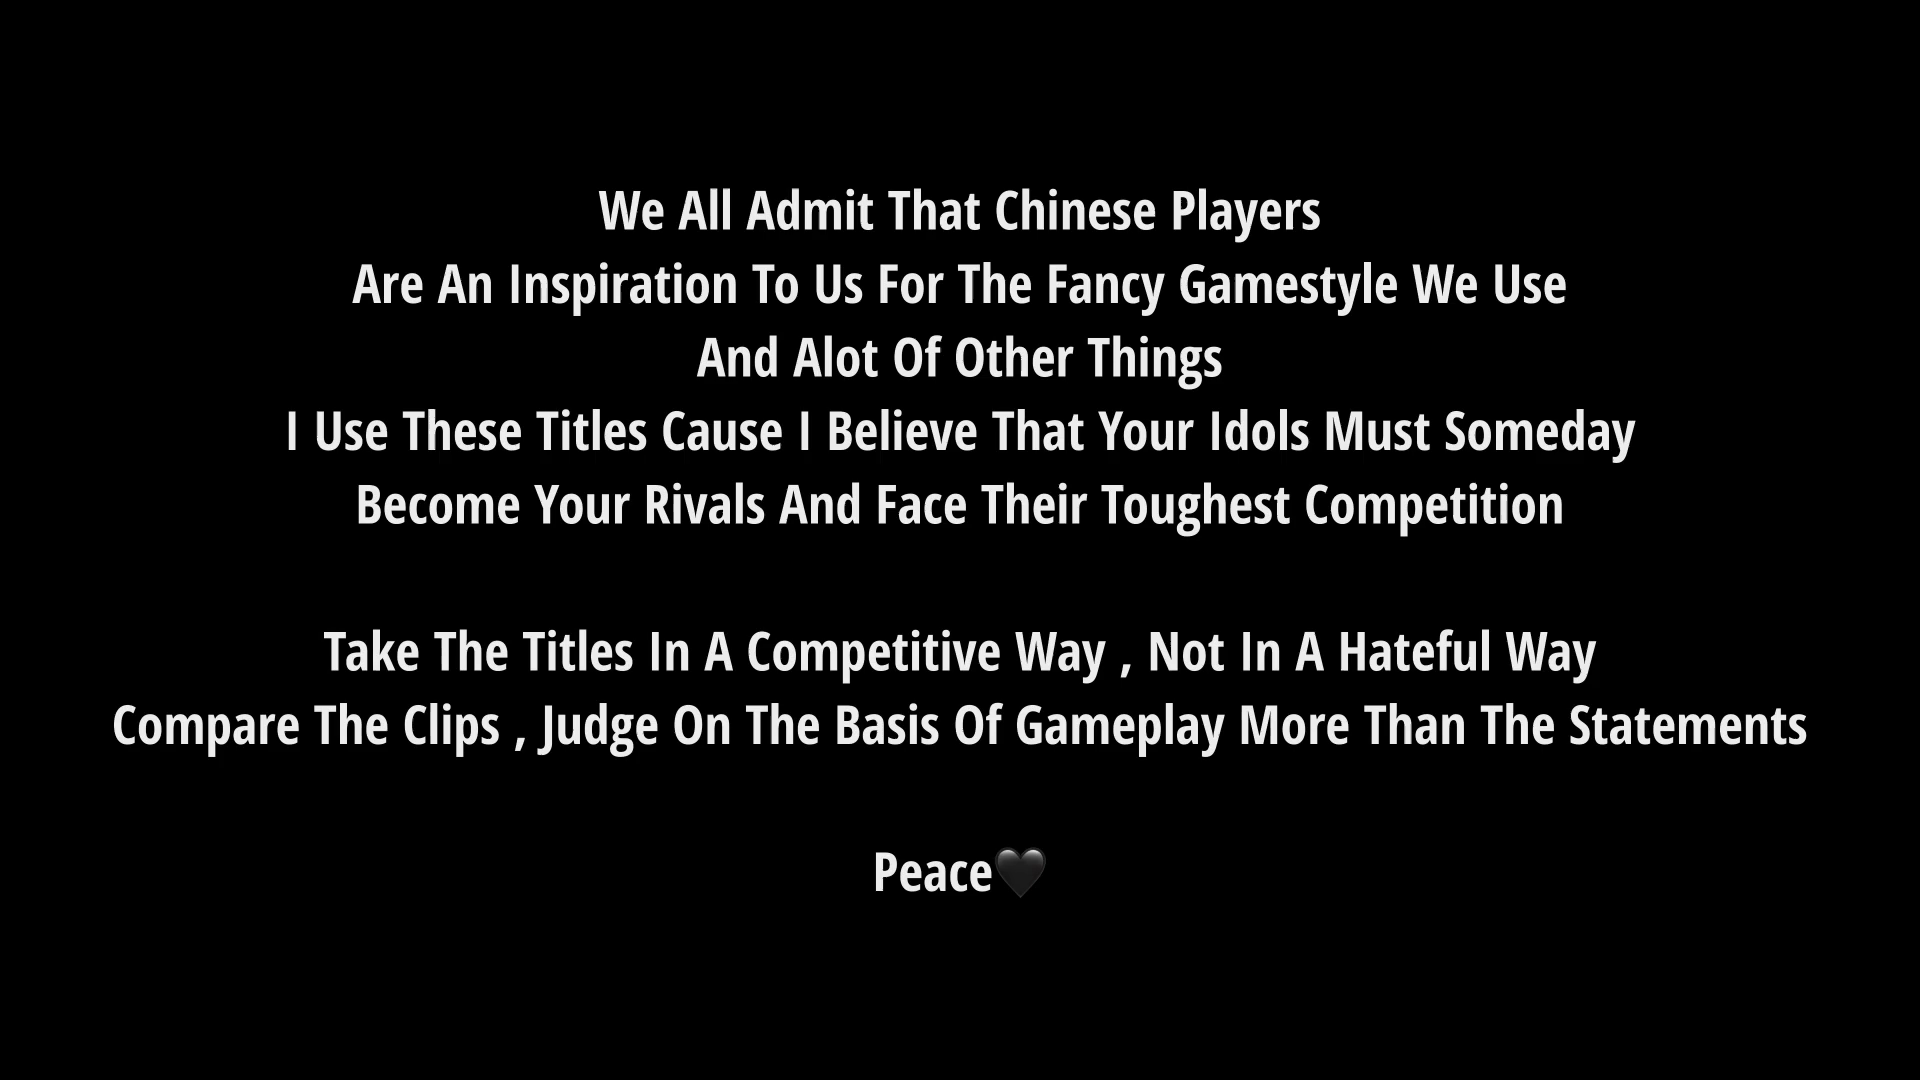 We All Admit That Chinese Players
Are An Inspiration To Us For The Fancy Gamestyle We Use
And Alot Of Other Things
I Use These Titles Cause I Believe That Your Idols Must Someday
Become Your Rivals And Face Their Toughest Competition
Take The Titles In A Competitive Way , Not In A Hateful Way
Compare The Clips , Judge On The Basis Of Gameplay More Than The Statements
Peace🖤